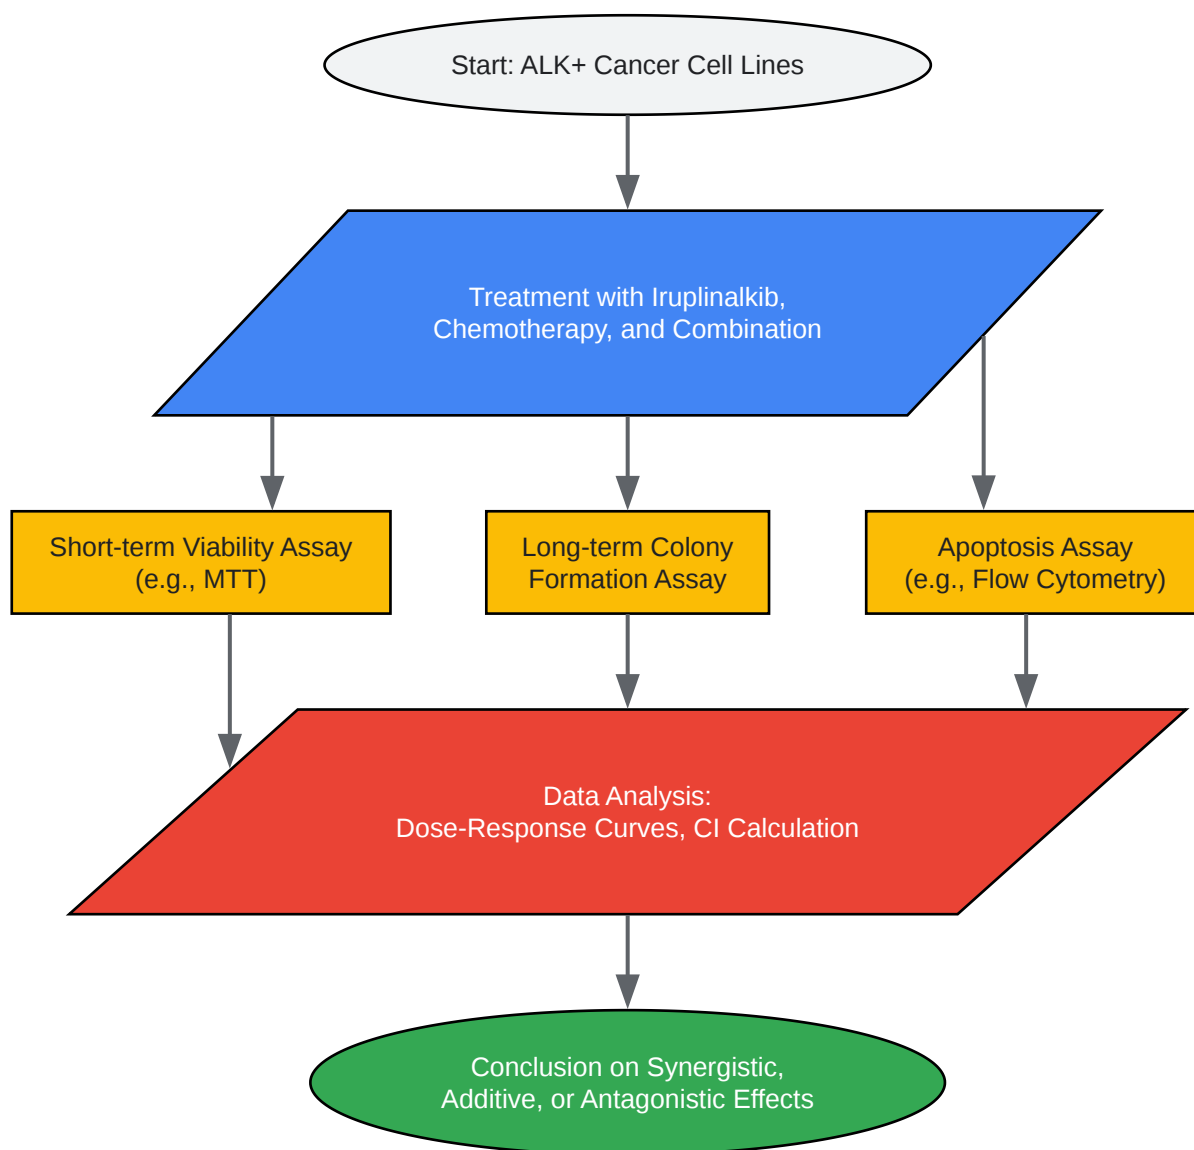 Start: ALK+ Cancer Cell Lines
Treatment with Iruplinalkib,
Chemotherapy, and Combination
Short-term Viability Assay
(e.g., MTT)
Long-term Colony
Formation Assay
Apoptosis Assay
(e.g., Flow Cytometry)
Data Analysis:
Dose-Response Curves, CI Calculation
Conclusion on Synergistic,
Additive, or Antagonistic Effects